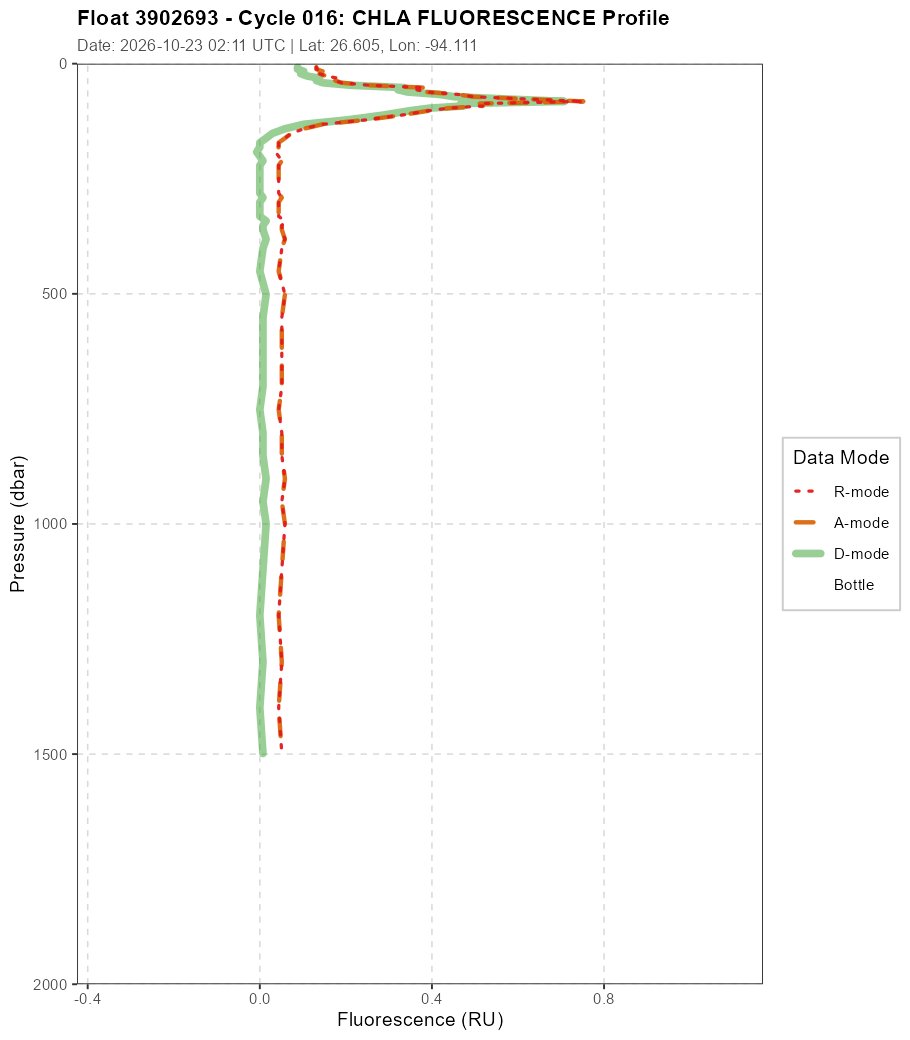 Float 3902693 - Cycle 016: CHLA FLUORESCENCE Profile
Date: 2026-10-23 02:11 UTC | Lat: 26.605, Lon: -94.111
0
500
1000
1500
2000
Pressure (dbar)
-0.4
0.0
0.4
0.8
Fluorescence (RU)
Data Mode
R-mode
A-mode
D-mode
Bottle